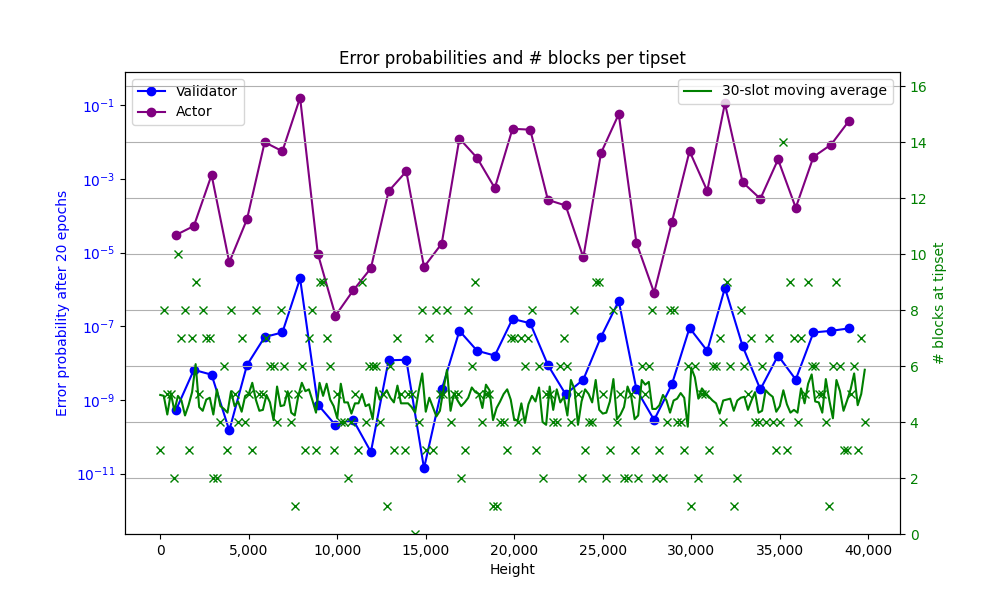 Error probabilities and # blocks per tipset
Validator
Actor
30-slot moving average
Error probability after 20 epochs
10⁻¹
10⁻³
10⁻⁵
10⁻⁷
10⁻⁹
10⁻¹¹
16
14
12
10
8
6
4
2
0
# blocks at tipset
0 5,000 10,000 15,000 20,000 25,000 30,000 35,000 40,000
Height